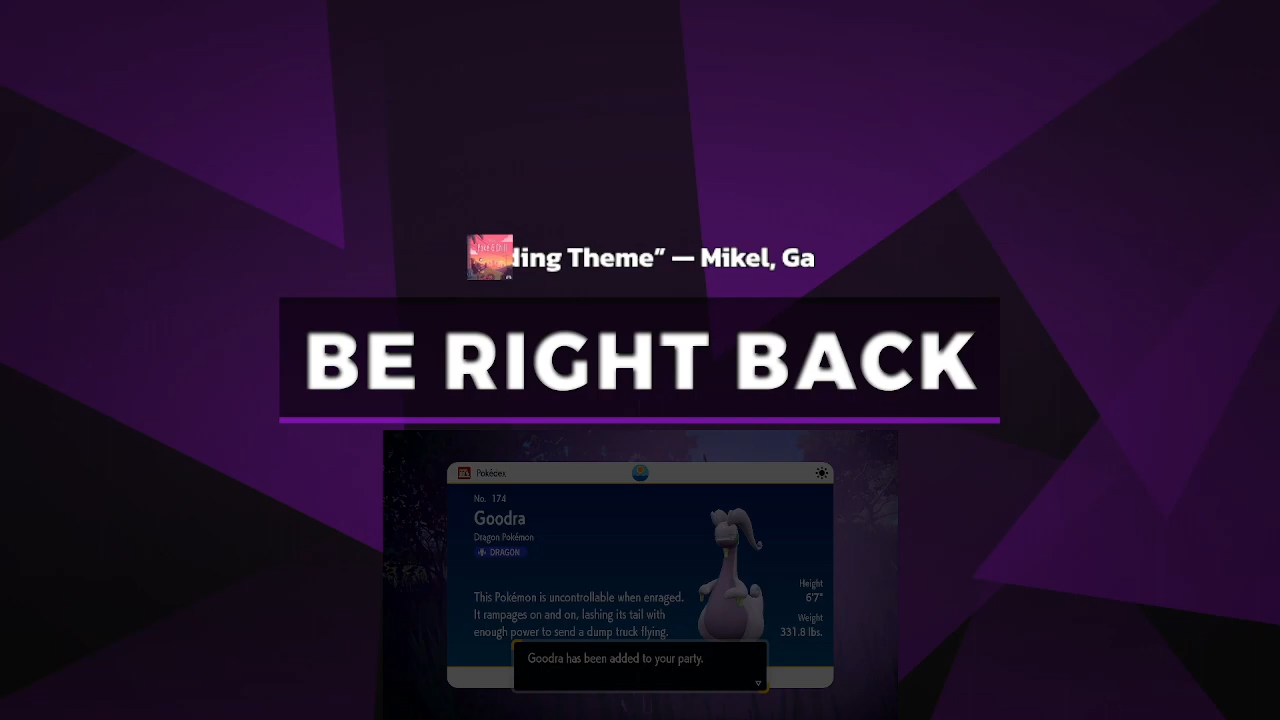 Poké & Chill
ding Theme” — Mikel, Ga
BE RIGHT BACK
Pokédex
No. 174
Goodra
Dragon Pokémon
DRAGON
Height
6'7"
Weight
331.8 lbs.
This Pokémon is uncontrollable when enraged.
It rampages on and on, lashing its tail with
enough power to send a dump truck flying.
Goodra has been added to your party.